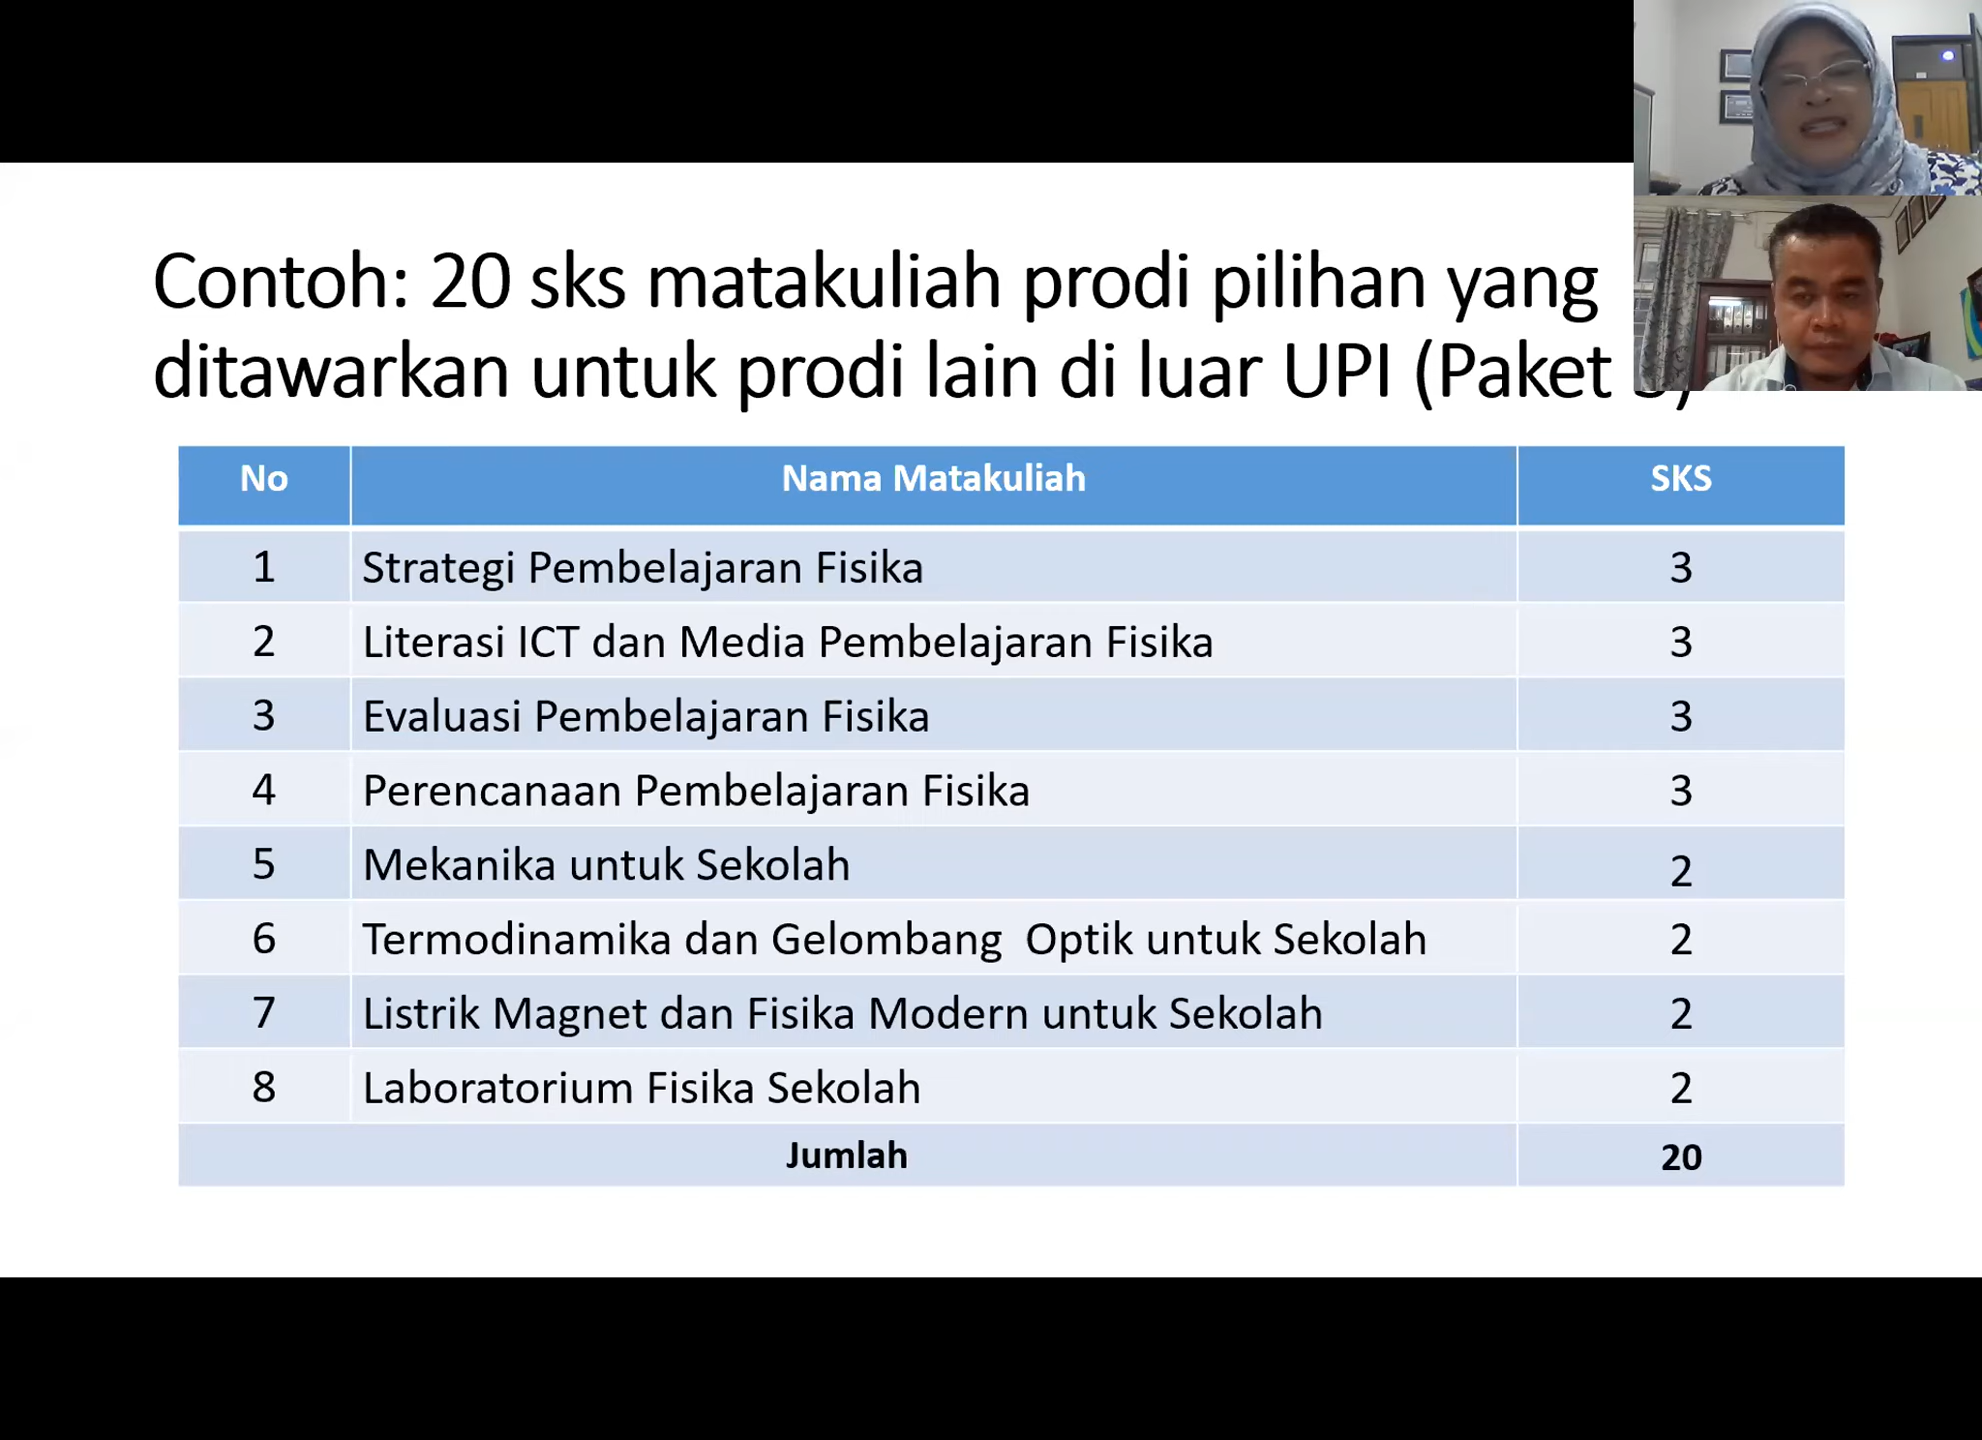 Contoh: 20 sks matakuliah prodi pilihan yang
ditawarkan untuk prodi lain di luar UPI (Paket
No Nama Matakuliah SKS
1 Strategi Pembelajaran Fisika 3
2 Literasi ICT dan Media Pembelajaran Fisika 3
3 Evaluasi Pembelajaran Fisika 3
4 Perencanaan Pembelajaran Fisika 3
5 Mekanika untuk Sekolah 2
6 Termodinamika dan Gelombang  Optik untuk Sekolah 2
7 Listrik Magnet dan Fisika Modern untuk Sekolah 2
8 Laboratorium Fisika Sekolah 2
Jumlah 20